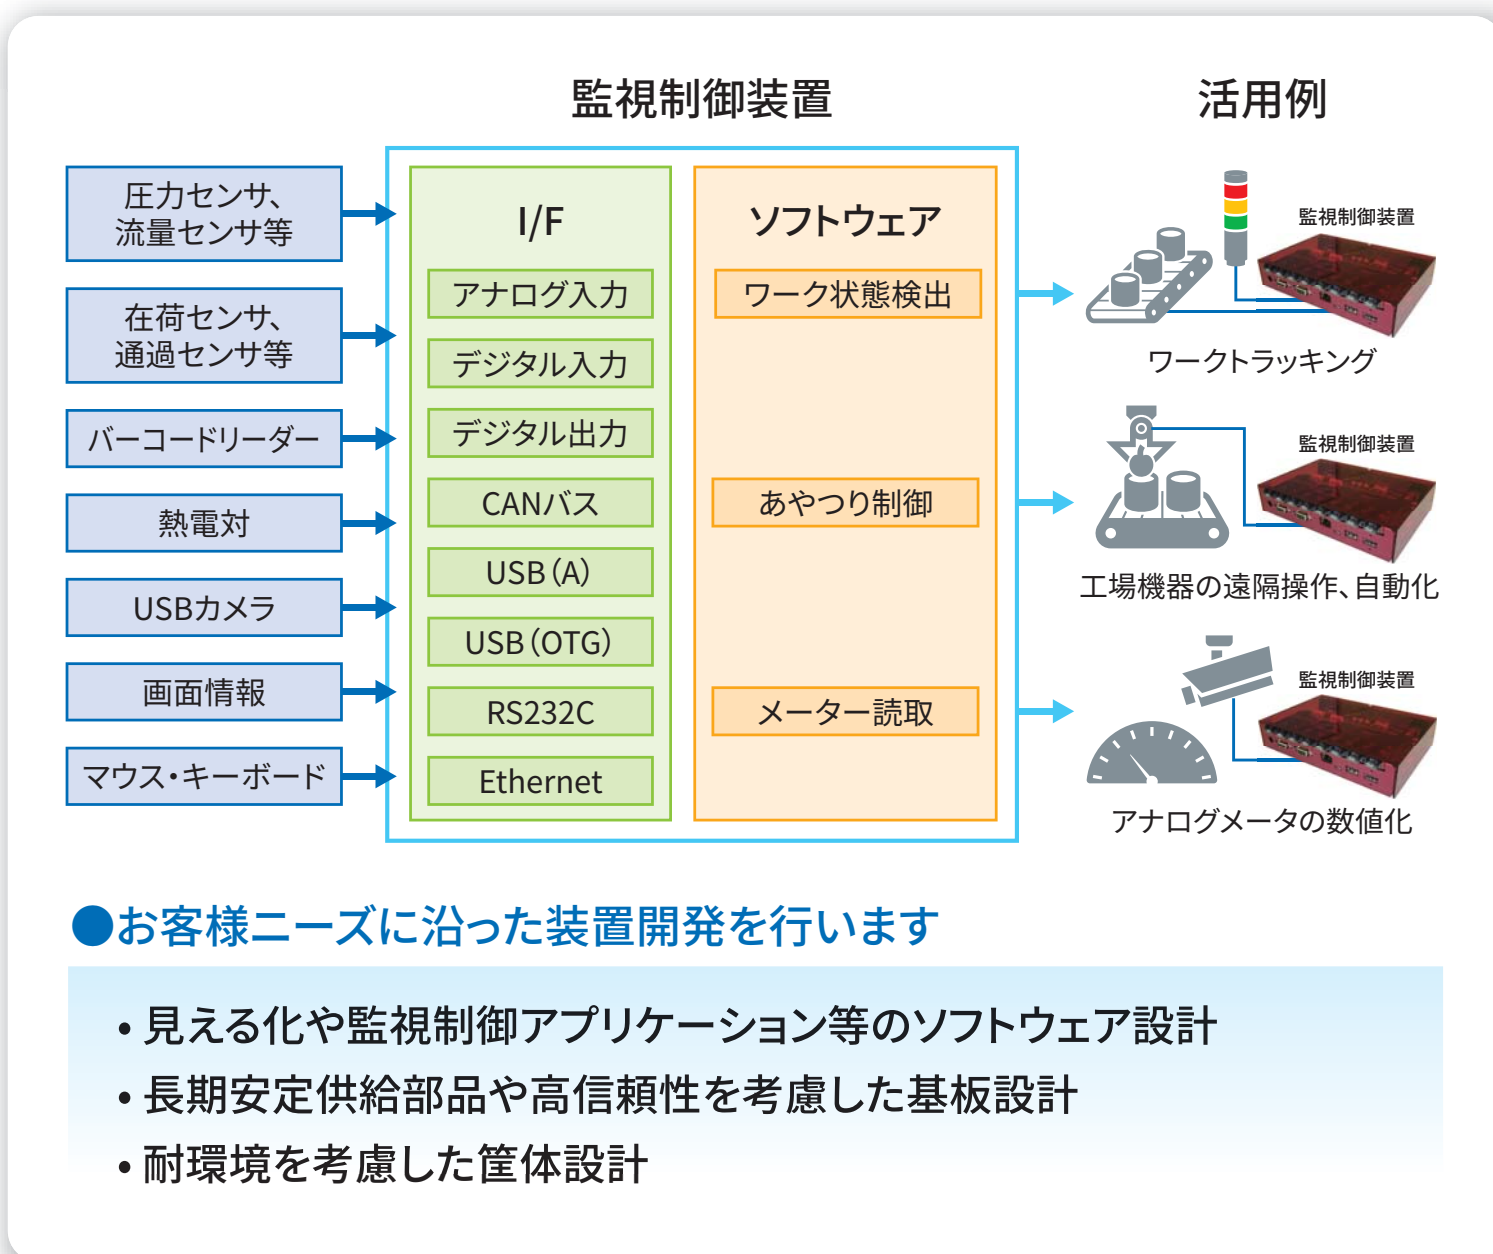 監視制御装置
活用例
圧力センサ、
流量センサ等
在荷センサ、
通過センサ等
バーコードリーダー
熱電対
USBカメラ
画面情報
マウス・キーボード
I/F
アナログ入力
デジタル入力
デジタル出力
CANバス
USB（A）
USB（OTG）
RS232C
Ethernet
ソフトウェア
ワーク状態検出
あやつり制御
メーター読取
監視制御装置
ワークトラッキング
監視制御装置
工場機器の遠隔操作、自動化
監視制御装置
アナログメータの数値化
●お客様ニーズに沿った装置開発を行います
・見える化や監視制御アプリケーション等のソフトウェア設計
・長期安定供給部品や高信頼性を考慮した基板設計
・耐環境を考慮した筐体設計